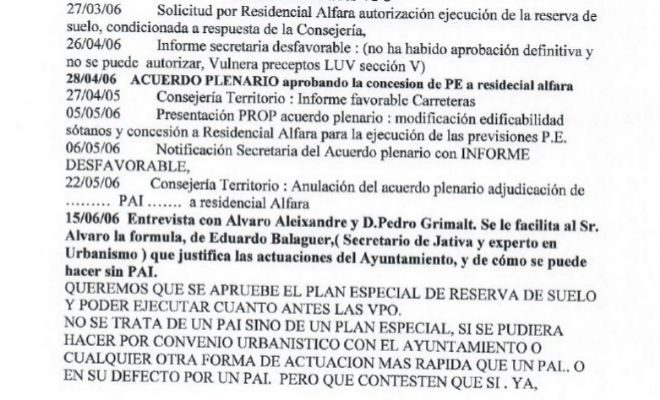 27/03/06 Solicitud por Residencial Alfara autorización ejecución de la reserva de
suelo, condicionada a respuesta de la Consejería,
26/04/06 Informe secretaria desfavorable : (no ha habido aprobación definitiva y
no se puede autorizar, Vulnera preceptos LUV sección V)
28/04/06 ACUERDO PLENARIO aprobando la concesion de PE a residecial alfara
27/04/05 Consejería Territorio : Informe favorable Carreteras
05/05/06 Presentación PROP acuerdo plenario : modificación edificabilidad
sótanos y concesión a Residencial Alfara para la ejecución de las previsiones P.E.
06/05/06 Notificación Secretaria del Acuerdo plenario con INFORME
DESFAVORABLE,
22/05/06 Consejería Territorio : Anulación del acuerdo plenario adjudicación de
......... PAI ....... a residencial Alfara
15/06/06 Entrevista con Alvaro Aleixandre y D.Pedro Grimalt. Se le facilita al Sr.
Alvaro la formula, de Eduardo Balaguer,( Secretario de Jativa y experto en
Urbanismo ) que justifica las actuaciones del Ayuntamiento, y de cómo se puede
hacer sin PAI.
QUEREMOS QUE SE APRUEBE EL PLAN ESPECIAL DE RESERVA DE SUELO
Y PODER EJECUTAR CUANTO ANTES LAS VPO.
NO SE TRATA DE UN PAI SINO DE UN PLAN ESPECIAL, SI SE PUDIERA
HACER POR CONVENIO URBANISTICO CON EL AYUNTAMIENTO O
CUALQUIER OTRA FORMA DE ACTUACION MAS RAPIDA QUE UN PAI.. O
EN SU DEFECTO POR UN PAI. PERO QUE CONTESTEN QUE SI . YA,